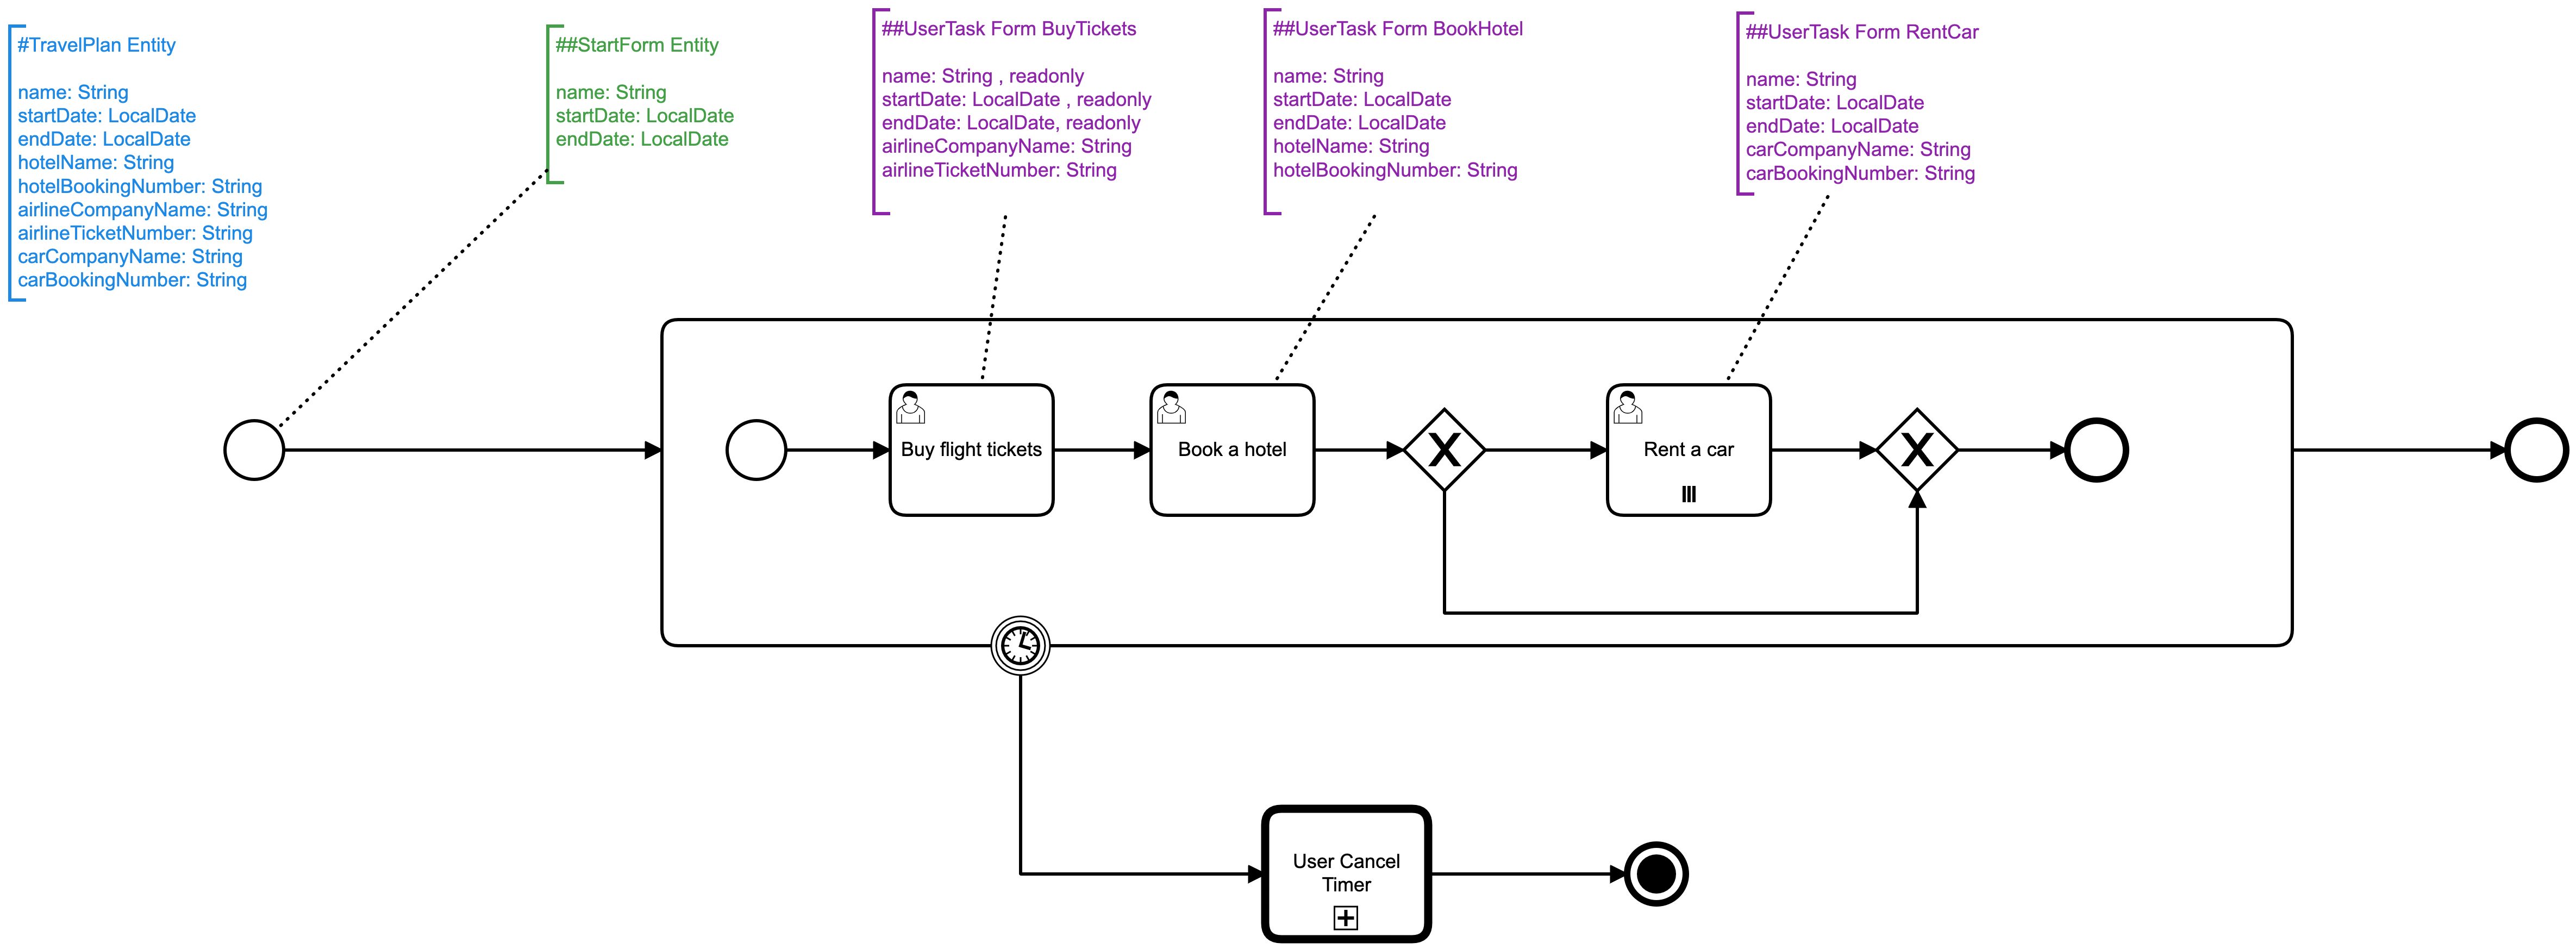 #TravelPlan Entity
name: String
startDate: LocalDate
endDate: LocalDate
hotelName: String
hotelBookingNumber: String
airlineCompanyName: String
airlineTicketNumber: String
carCompanyName: String
carBookingNumber: String
##StartForm Entity
name: String
startDate: LocalDate
endDate: LocalDate
##UserTask Form BuyTickets
name: String , readonly
startDate: LocalDate , readonly
endDate: LocalDate, readonly
airlineCompanyName: String
airlineTicketNumber: String
##UserTask Form BookHotel
name: String
startDate: LocalDate
endDate: LocalDate
hotelName: String
hotelBookingNumber: String
##UserTask Form RentCar
name: String
startDate: LocalDate
endDate: LocalDate
carCompanyName: String
carBookingNumber: String
Buy flight tickets
Book a hotel
Rent a car
User Cancel
Timer